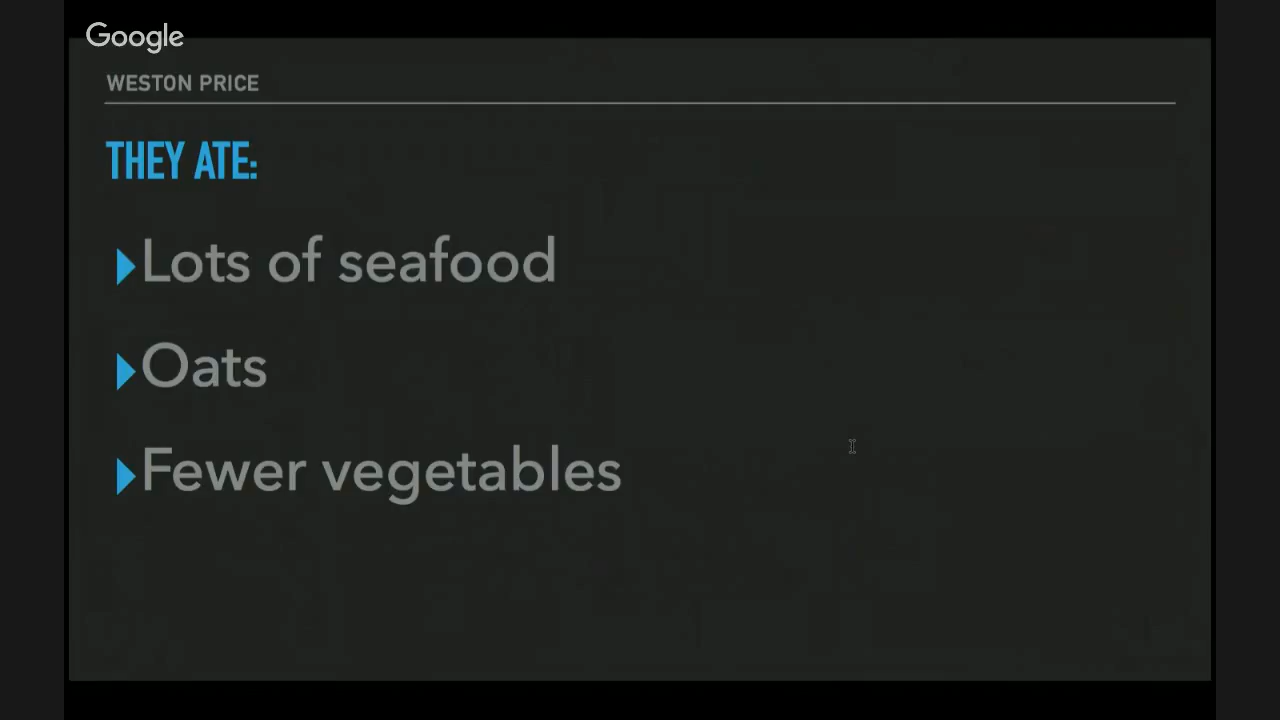 Google
WESTON PRICE
THEY ATE:
Lots of seafood
Oats
Fewer vegetables